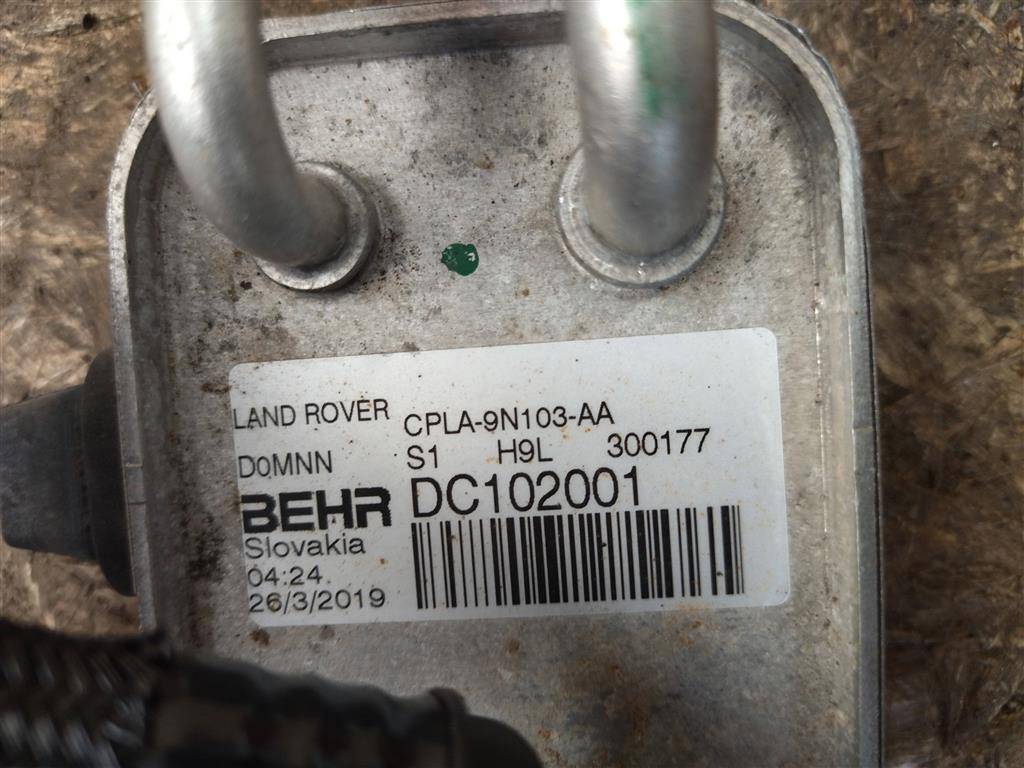 LAND ROVER CPLA-9N103-AA
D0MNN S1 H9L 300177
BEHR DC102001
Slovakia
04:24
26/3/2019